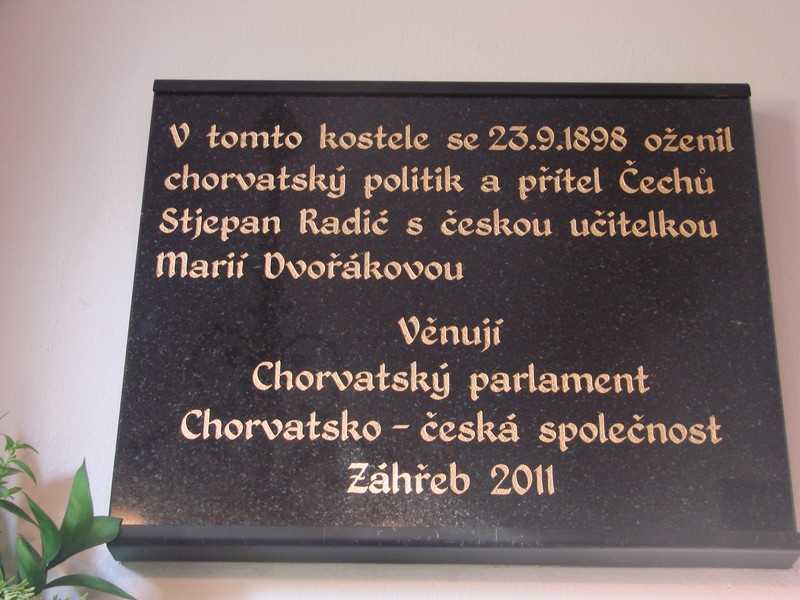 V tomto kostele se 23.9.1898 oženil
chorvatský politik a přítel Čechů
Stjepan Radić s českou učitelkou
Marií Dvořákovou
Věnují
Chorvatský parlament
Chorvatsko - česká společnost
Záhřeb 2011